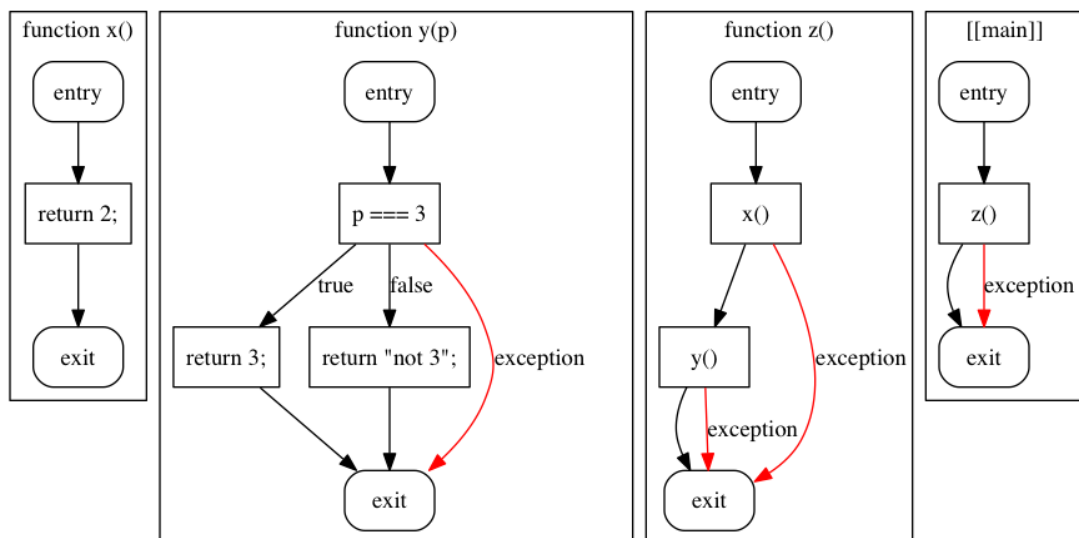 function x()
entry
return 2;
exit
function y(p)
entry
p === 3
true
false
exception
return 3;
return "not 3";
exit
function z()
entry
x()
exception
y()
exception
exit
[[main]]
entry
z()
exception
exit